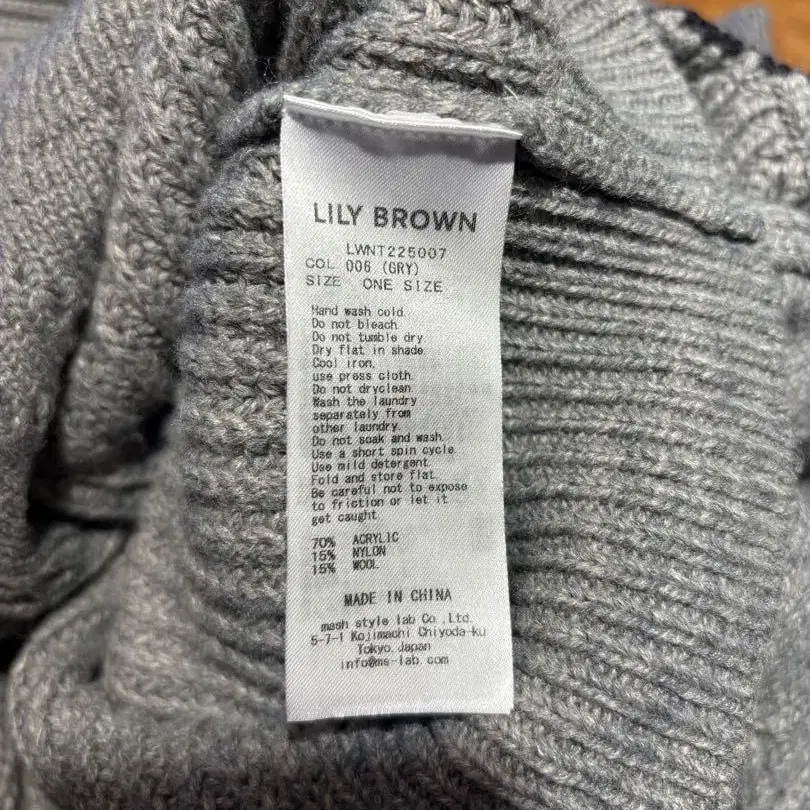 LILY BROWN
LWNT225007
COL 006 (GRY)
SIZE ONE SIZE
Hand wash cold.
Do not bleach.
Do not tumble dry.
Dry flat in shade.
Cool iron,
use press cloth.
Do not dryclean.
Wash the laundry
separately from
other laundry.
Do not soak and wash.
Use a short spin cycle.
Use mild detergent.
Fold and store flat.
Be careful not to expose
to friction or let it
get caught.
70% ACRYLIC
15% NYLON
15% WOOL
MADE IN CHINA
mash style lab Co.,Ltd.
5-7-1 Kojimachi Chiyoda-ku
Tokyo,Japan
info@ms-lab.com